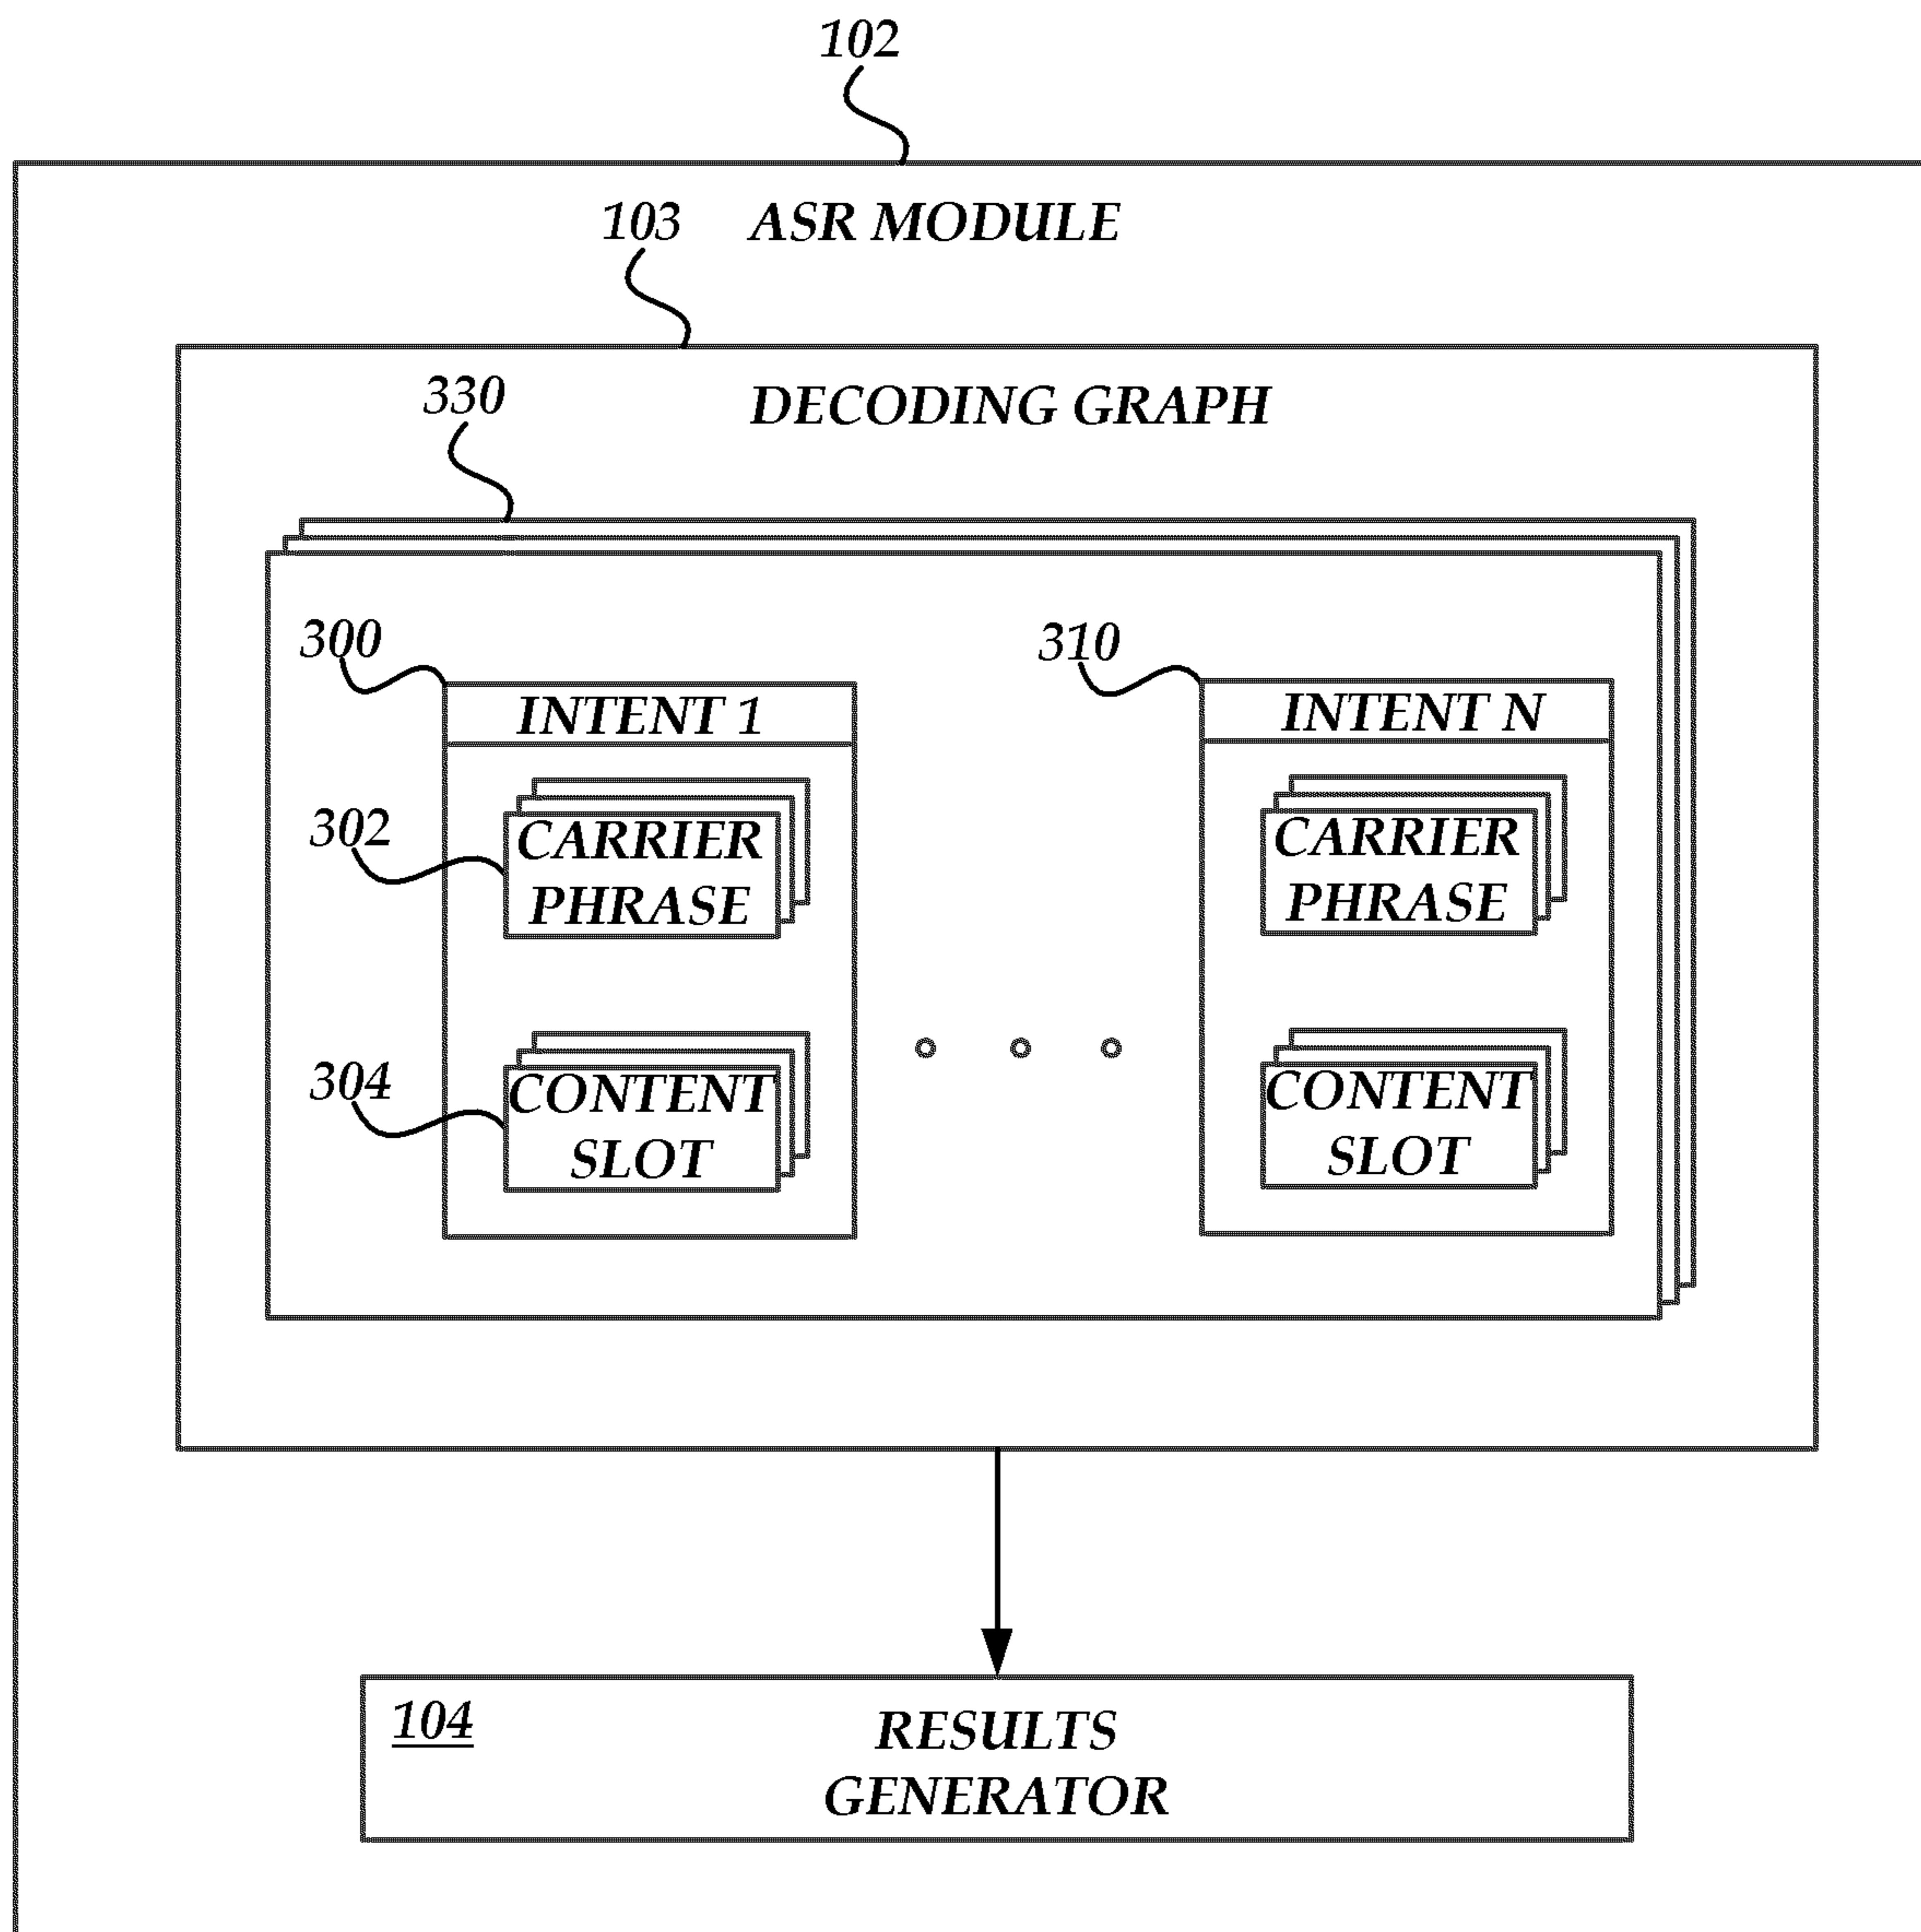 102
103 ASR MODULE
330 DECODING GRAPH
300
310
INTENT 1
INTENT N
302
CARRIER
PHRASE
CARRIER
PHRASE
304
CONTENT
SLOT
CONTENT
SLOT
104
RESULTS
GENERATOR